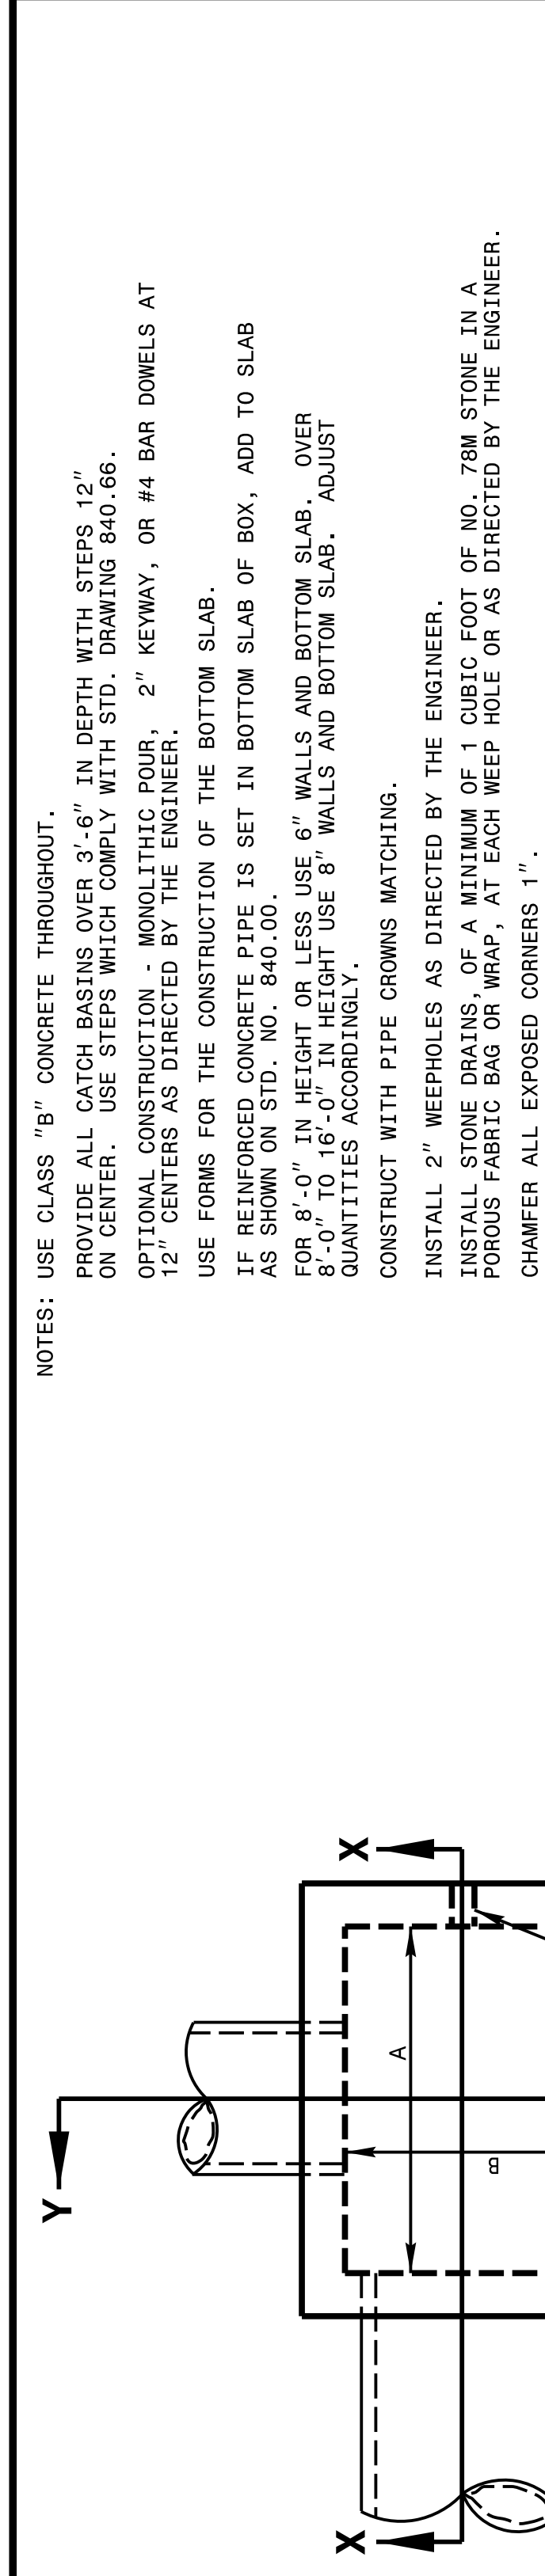 NOTES: USE CLASS "B" CONCRETE THROUGHOUT.
PROVIDE ALL CATCH BASINS OVER 3'-6" IN DEPTH WITH STEPS 12"
ON CENTER. USE STEPS WHICH COMPLY WITH STD. DRAWING 840.66.
OPTIONAL CONSTRUCTION - MONOLITHIC POUR, 2" KEYWAY, OR #4 BAR DOWELS AT
12" CENTERS AS DIRECTED BY THE ENGINEER.
USE FORMS FOR THE CONSTRUCTION OF THE BOTTOM SLAB.
IF REINFORCED CONCRETE PIPE IS SET IN BOTTOM SLAB OF BOX, ADD TO SLAB
AS SHOWN ON STD. NO. 840.00.
FOR 8'-0" IN HEIGHT OR LESS USE 6" WALLS AND BOTTOM SLAB. OVER
8'-0" TO 16'-0" IN HEIGHT USE 8" WALLS AND BOTTOM SLAB. ADJUST
QUANTITIES ACCORDINGLY.
CONSTRUCT WITH PIPE CROWNS MATCHING.
INSTALL 2" WEEPHOLES AS DIRECTED BY THE ENGINEER.
INSTALL STONE DRAINS, OF A MINIMUM OF 1 CUBIC FOOT OF NO. 78M STONE IN A
POROUS FABRIC BAG OR WRAP, AT EACH WEEP HOLE OR AS DIRECTED BY THE ENGINEER.
CHAMFER ALL EXPOSED CORNERS 1".
Y
X
X
A
B